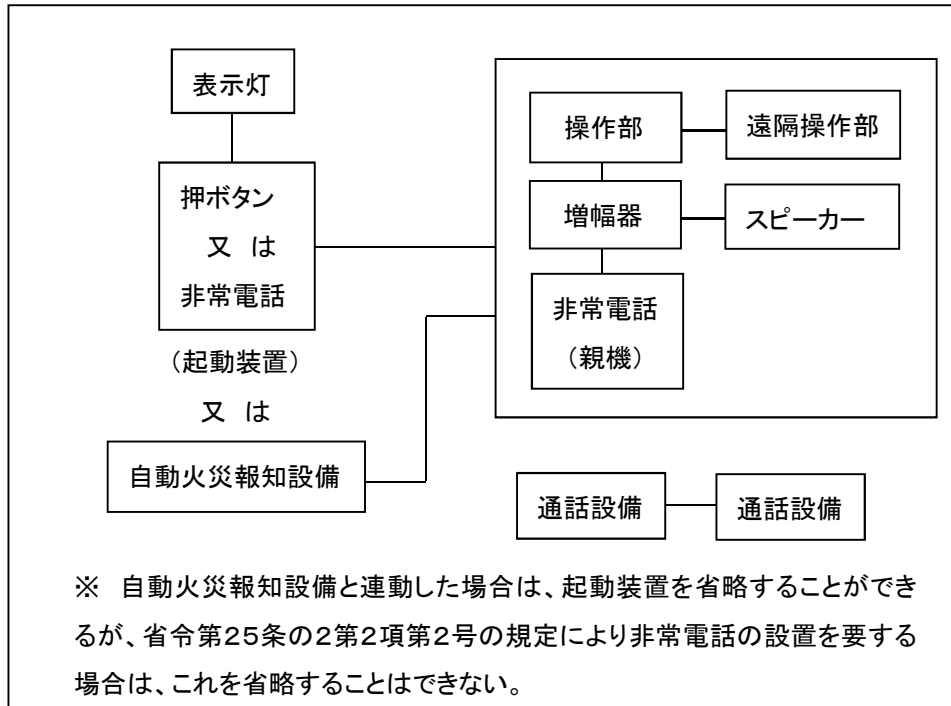 表示灯
押ボタン
又 は
非常電話
(起動装置)
又 は
自動火災報知設備
操作部
遠隔操作部
増幅器
スピーカー
非常電話
(親機)
通話設備
通話設備
※ 自動火災報知設備と連動した場合は、起動装置を省略することができ
るが、省令第25条の2第2項第2号の規定により非常電話の設置を要する
場合は、これを省略することはできない。